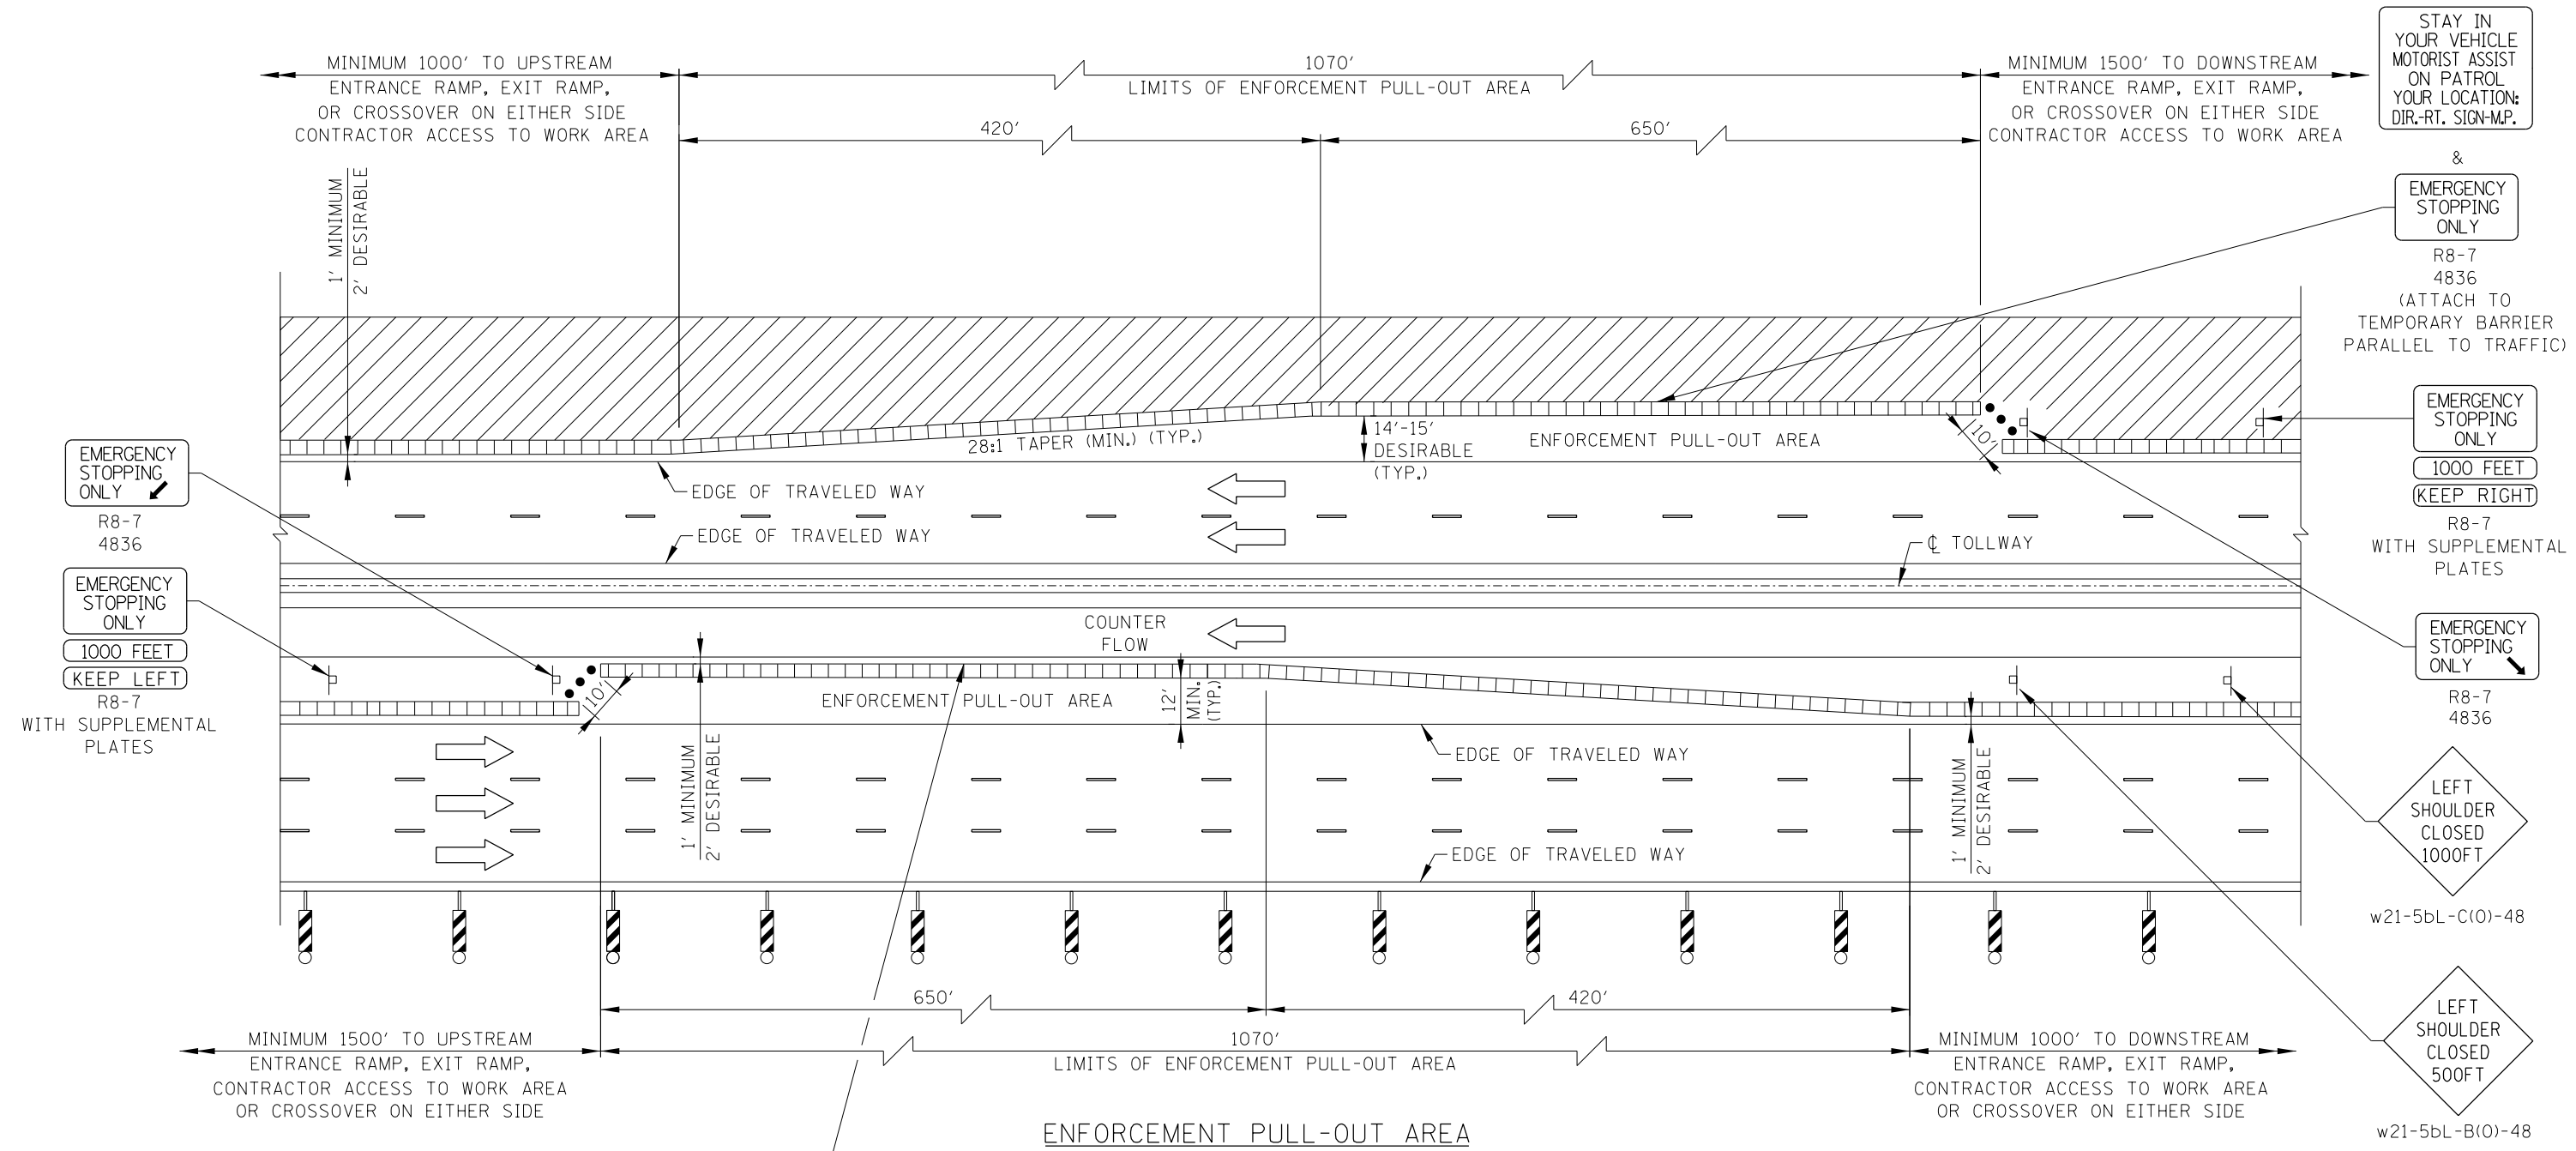 MINIMUM 1000' TO UPSTREAM
ENTRANCE RAMP, EXIT RAMP,
OR CROSSOVER ON EITHER SIDE
CONTRACTOR ACCESS TO WORK AREA
1070'
LIMITS OF ENFORCEMENT PULL-OUT AREA
420'
650'
MINIMUM 1500' TO DOWNSTREAM
ENTRANCE RAMP, EXIT RAMP,
OR CROSSOVER ON EITHER SIDE
CONTRACTOR ACCESS TO WORK AREA
STAY IN
YOUR VEHICLE
MOTORIST ASSIST
ON PATROL
YOUR LOCATION:
DIR.-RT. SIGN-M.P.
&
EMERGENCY
STOPPING
ONLY
R8-7
4836
(ATTACH TO
TEMPORARY BARRIER
PARALLEL TO TRAFFIC)
1' MINIMUM
2' DESIRABLE
28:1 TAPER (MIN.) (TYP.)
14'-15'
DESIRABLE
(TYP.)
ENFORCEMENT PULL-OUT AREA
10'
EMERGENCY
STOPPING
ONLY
1000 FEET
KEEP RIGHT
R8-7
WITH SUPPLEMENTAL
PLATES
EMERGENCY
STOPPING
ONLY
R8-7
4836
EDGE OF TRAVELED WAY
EDGE OF TRAVELED WAY
℄ TOLLWAY
EMERGENCY
STOPPING
ONLY
1000 FEET
KEEP LEFT
R8-7
WITH SUPPLEMENTAL
PLATES
COUNTER
FLOW
EMERGENCY
STOPPING
ONLY
R8-7
4836
10'
ENFORCEMENT PULL-OUT AREA
12'
MIN.
(TYP.)
1' MINIMUM
2' DESIRABLE
EDGE OF TRAVELED WAY
1' MINIMUM
2' DESIRABLE
EDGE OF TRAVELED WAY
LEFT
SHOULDER
CLOSED
1000FT
w21-5bL-C(O)-48
LEFT
SHOULDER
CLOSED
500FT
w21-5bL-B(O)-48
650'
420'
MINIMUM 1500' TO UPSTREAM
ENTRANCE RAMP, EXIT RAMP,
CONTRACTOR ACCESS TO WORK AREA
OR CROSSOVER ON EITHER SIDE
1070'
LIMITS OF ENFORCEMENT PULL-OUT AREA
MINIMUM 1000' TO DOWNSTREAM
ENTRANCE RAMP, EXIT RAMP,
CONTRACTOR ACCESS TO WORK AREA
OR CROSSOVER ON EITHER SIDE
ENFORCEMENT PULL-OUT AREA